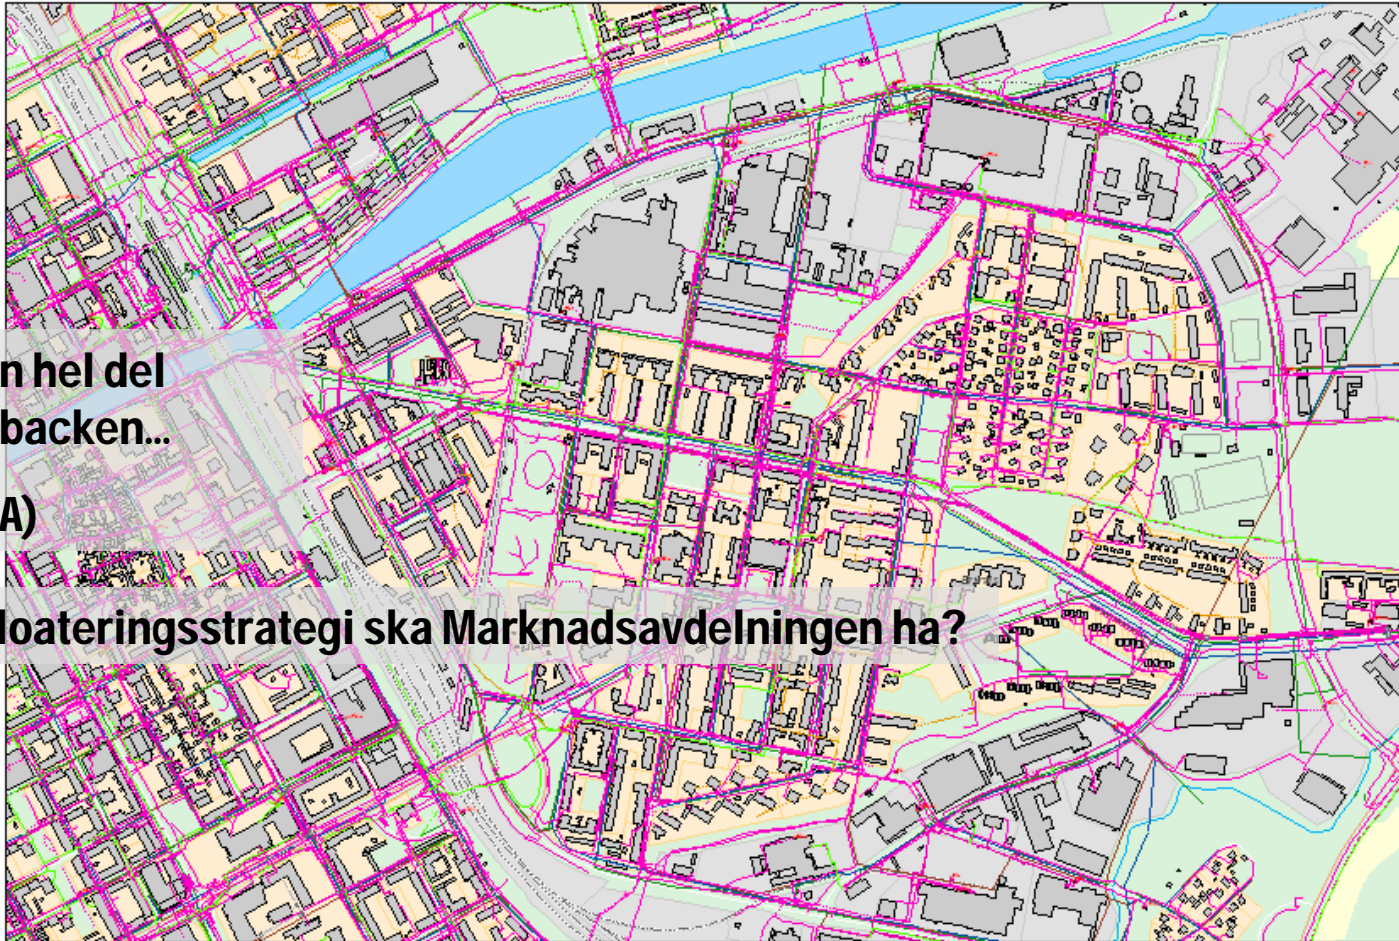 n hel del
backen...
A)
loateringsstrategi ska Marknadsavdelningen ha?